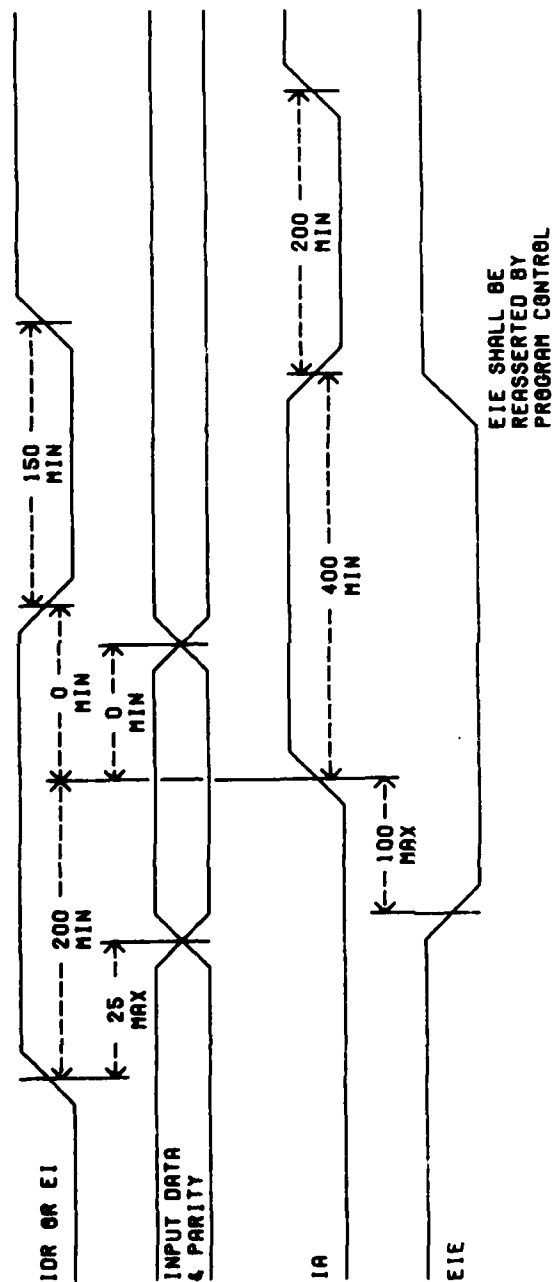 IDR OR EI
200
MIN
0
MIN
150
MIN
25
MAX
0
MIN
INPUT DATA
& PARITY
IA
400
MIN
200
MIN
100
MAX
EIE
EIE SHALL BE
REASSERTED BY
PROGRAM CONTROL